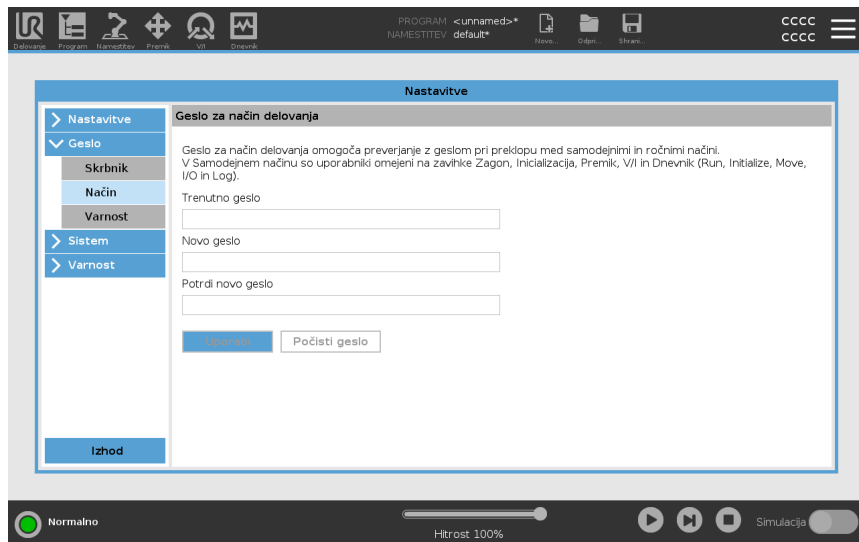 PROGRAM <unnamed>*
NAMESTITEV default*
CCCC
CCCC
Delovanje Program Namestitev Premik V/I Dnevnik Novo... Odpri... Shrani...
Nastavitve
Nastavitve
Geslo
Skrbnik
Način
Varnost
Sistem
Varnost
Izhod
Geslo za način delovanja
Geslo za način delovanja omogoča preverjanje z geslom pri preklopu med samodejnimi in ročnimi načini.
V Samodejnem načinu so uporabniki omejeni na zavihke Zagon, Inicializacija, Premik, V/I in Dnevnik (Run, Initialize, Move,
I/O in Log).
Trenutno geslo
Novo geslo
Potrdi novo geslo
Uporabi Počisti geslo
Normalno
Hitrost 100%
Simulacija